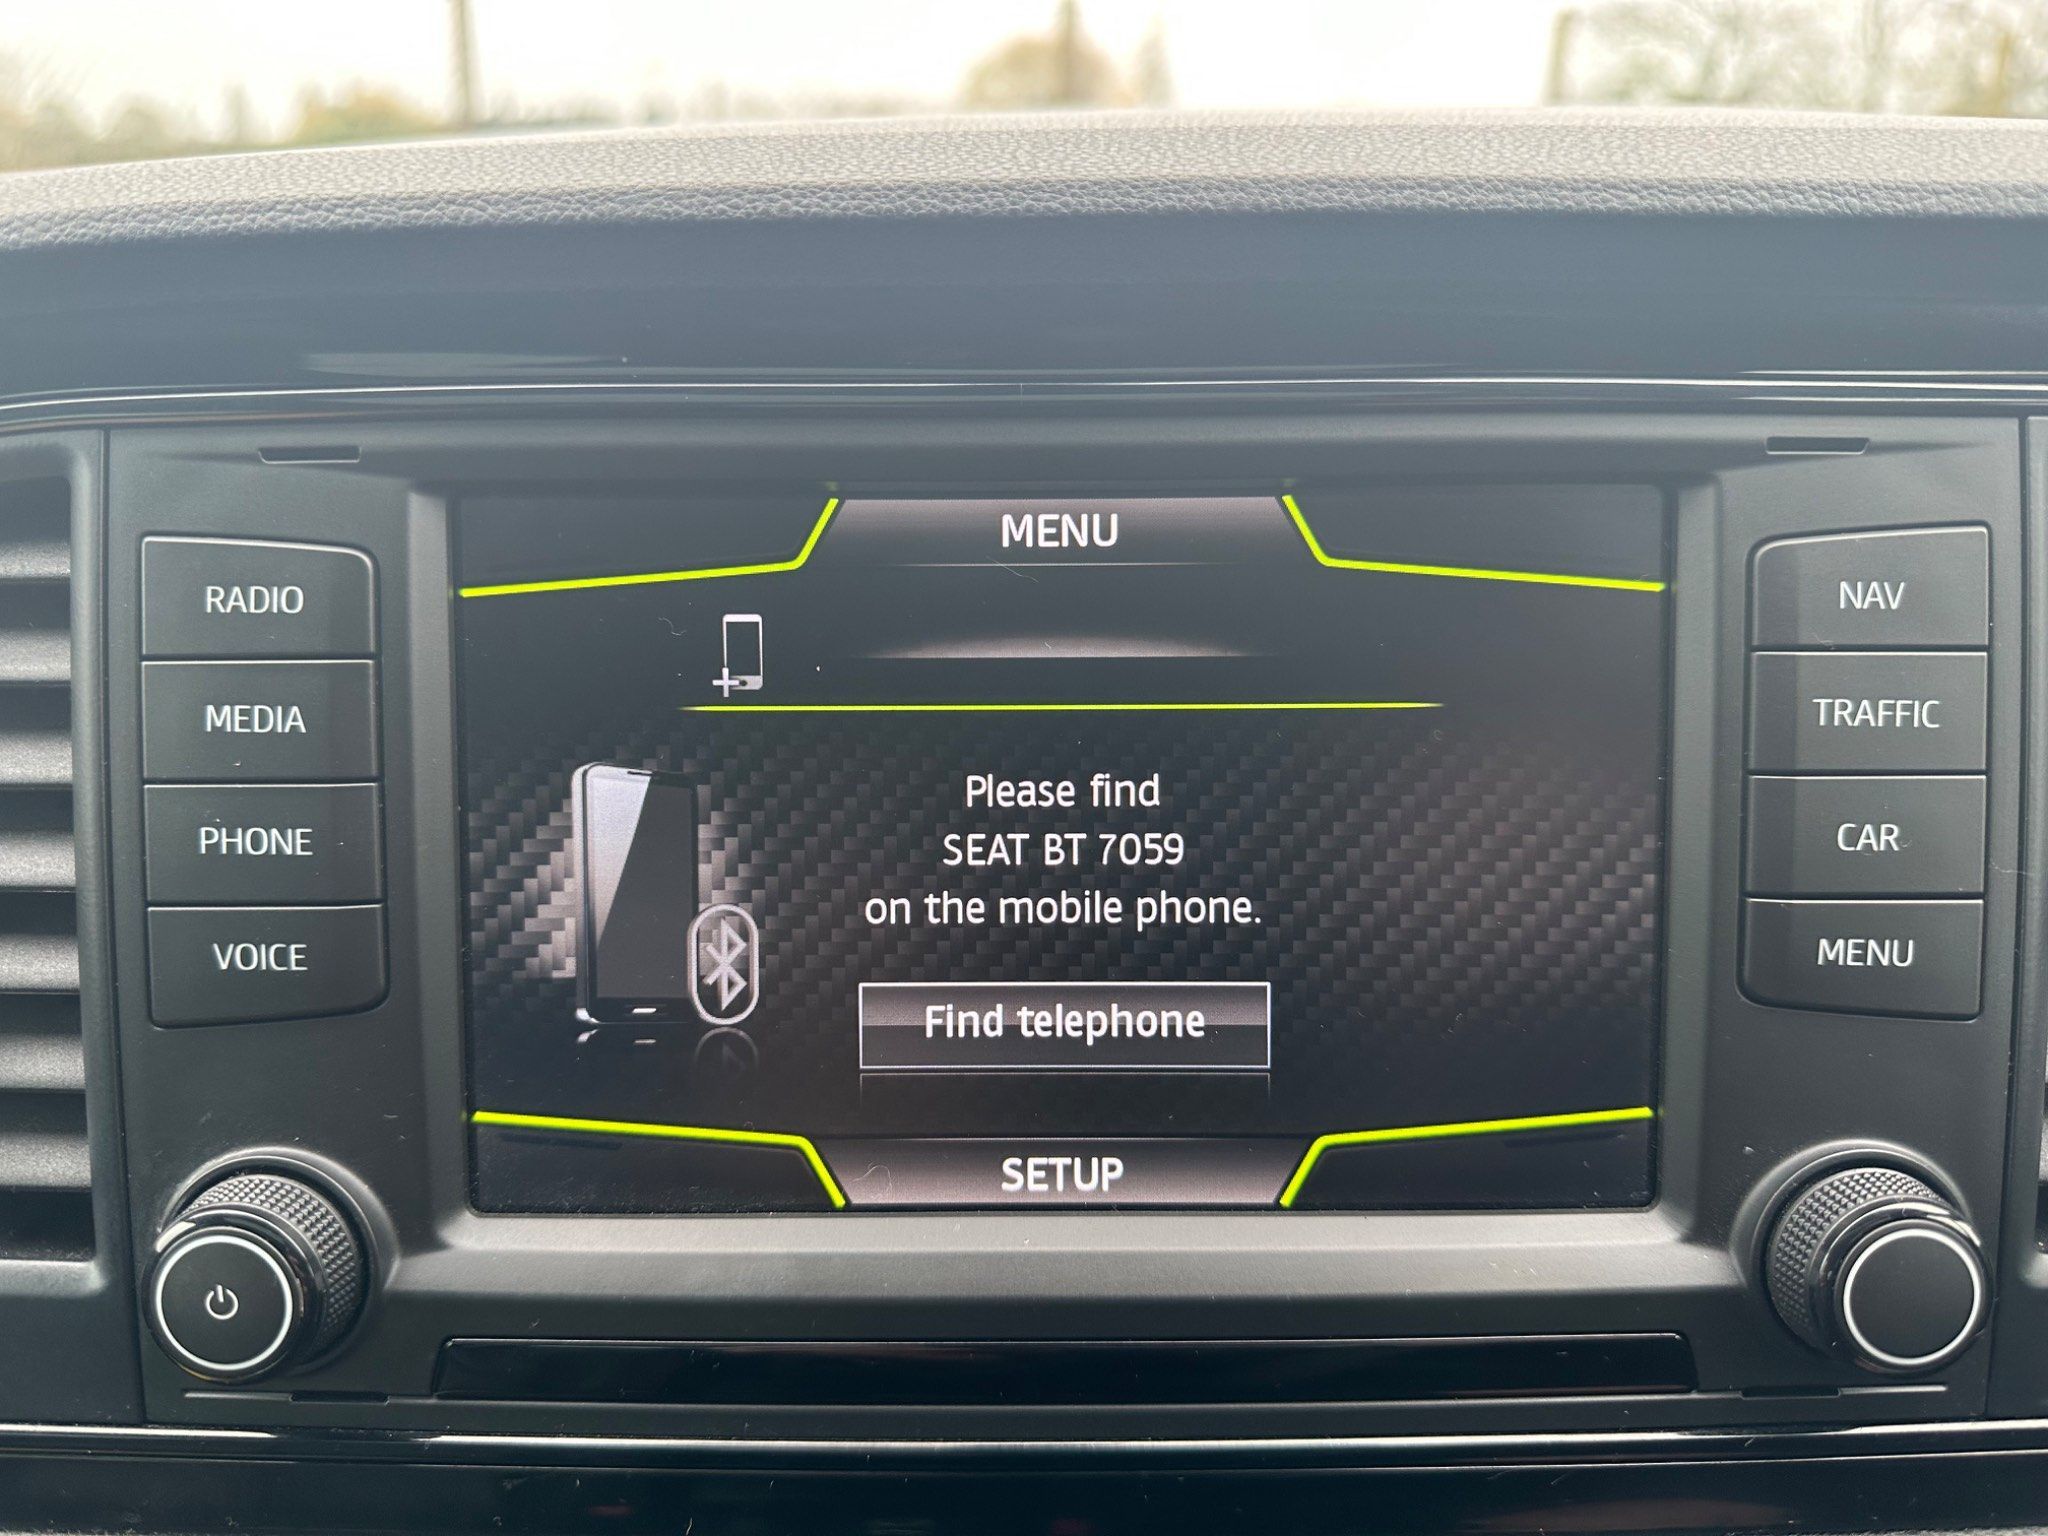 MENU
RADIO
MEDIA
PHONE
VOICE
Please find
SEAT BT 7059
on the mobile phone.
Find telephone
SETUP
NAV
TRAFFIC
CAR
MENU